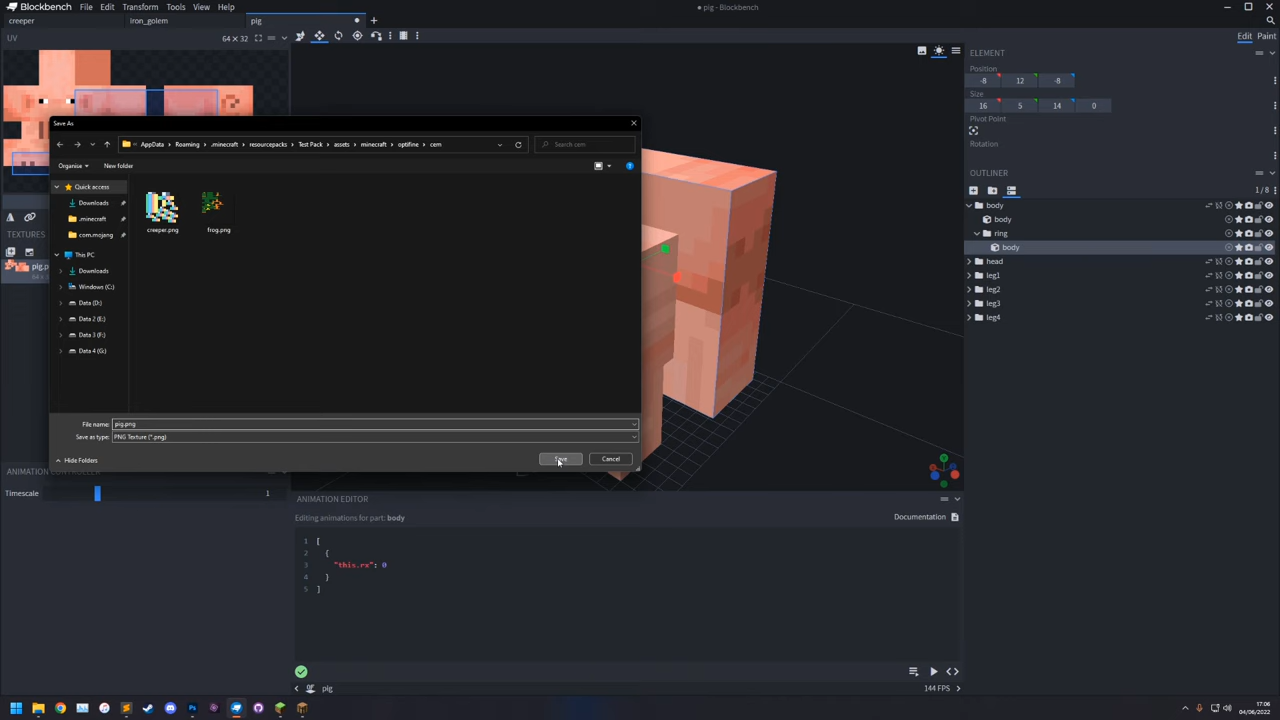 Blockbench File Edit Transform Tools View Help
● pig - Blockbench
creeper iron_golem pig
UV 64 × 32
Edit Paint
TEXTURES
pig.p
Save As
AppData Roaming .minecraft resourcepacks Test Pack assets minecraft optifine cem
Search cem
Organise New folder
Quick access
Downloads
.minecraft
com.mojang
This PC
Downloads
Windows (C:)
Data (D:)
Data 2 (E:)
Data 3 (F:)
Data 4 (G:)
creeper.png frog.png
File name: pig.png
Save as type: PNG Texture (*.png)
Hide Folders
Save Cancel
ANIMATION CONTROLLER
Timescale 1
ANIMATION EDITOR
Editing animations for part: body
Documentation
1 [
2 {
3 "this.rx": 0
4 }
5 ]
pig
144 FPS
ELEMENT
Position
-8 12 -8
Size
16 5 14 0
Pivot Point
Rotation
OUTLINER
1 / 8
body
body
ring
body
head
leg1
leg2
leg3
leg4
17:06
04/06/2022